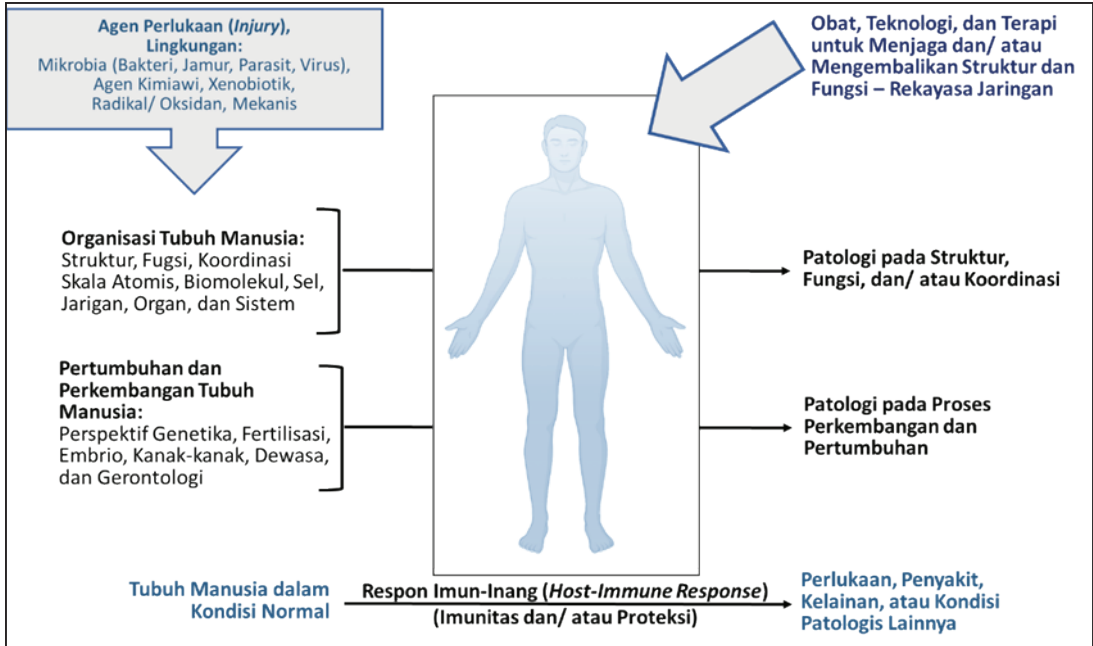 Agen Perlukaan (Injury),
Lingkungan:
Mikrobia (Bakteri, Jamur, Parasit, Virus),
Agen Kimiawi, Xenobiotik,
Radikal/ Oksidan, Mekanis
Obat, Teknologi, dan Terapi
untuk Menjaga dan/ atau
Mengembalikan Struktur dan
Fungsi – Rekayasa Jaringan
Organisasi Tubuh Manusia:
Struktur, Fugsi, Koordinasi
Skala Atomis, Biomolekul, Sel,
Jarigan, Organ, dan Sistem
Patologi pada Struktur,
Fungsi, dan/ atau Koordinasi
Pertumbuhan dan
Perkembangan Tubuh
Manusia:
Perspektif Genetika, Fertilisasi,
Embrio, Kanak-kanak, Dewasa,
dan Gerontologi
Patologi pada Proses
Perkembangan dan
Pertumbuhan
Tubuh Manusia dalam
Kondisi Normal
Respon Imun-Inang (Host-Immune Response)
(Imunitas dan/ atau Proteksi)
Perlukaan, Penyakit,
Kelainan, atau Kondisi
Patologis Lainnya